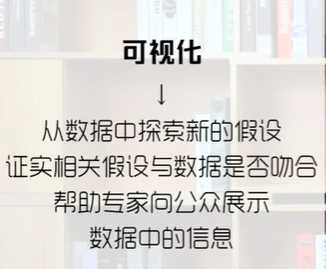 可视化
↓
从数据中探索新的假设
证实相关假设与数据是否吻合
帮助专家向公众展示
数据中的信息